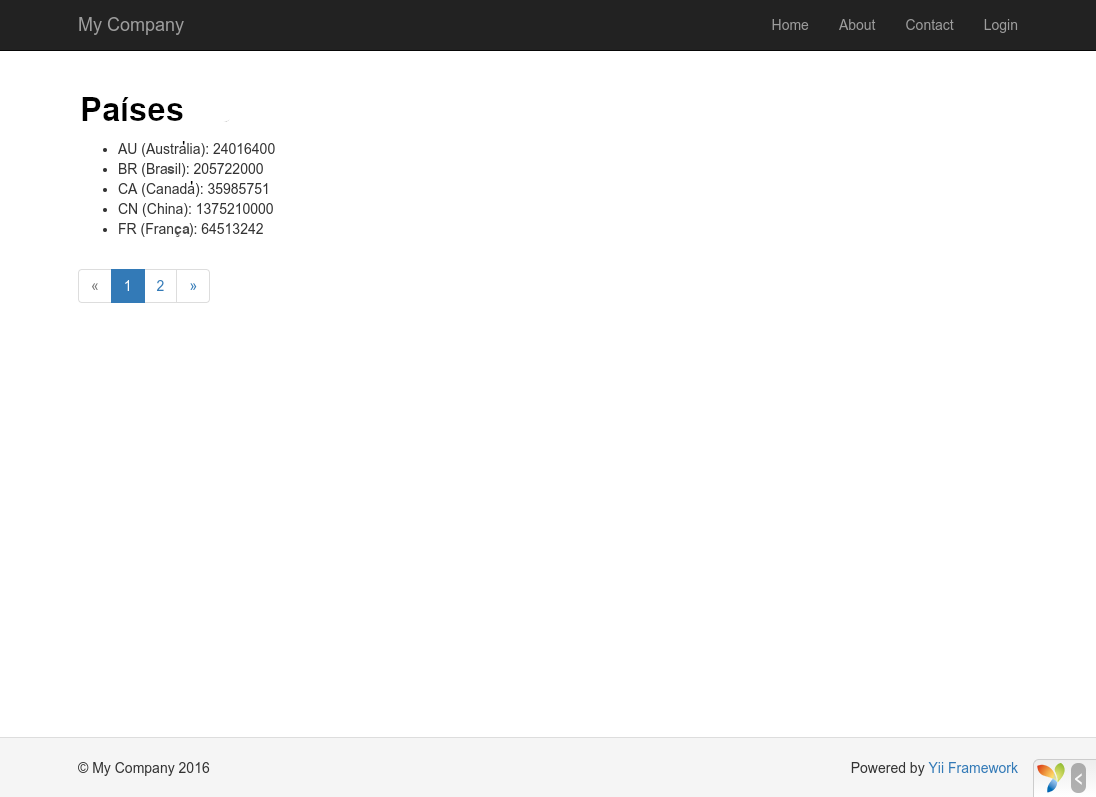 My Company Home About Contact Login
Países
• AU (Austrália): 24016400
• BR (Brasil): 205722000
• CA (Canadá): 35985751
• CN (China): 1375210000
• FR (França): 64513242
« 1 2 »
© My Company 2016 Powered by Yii Framework